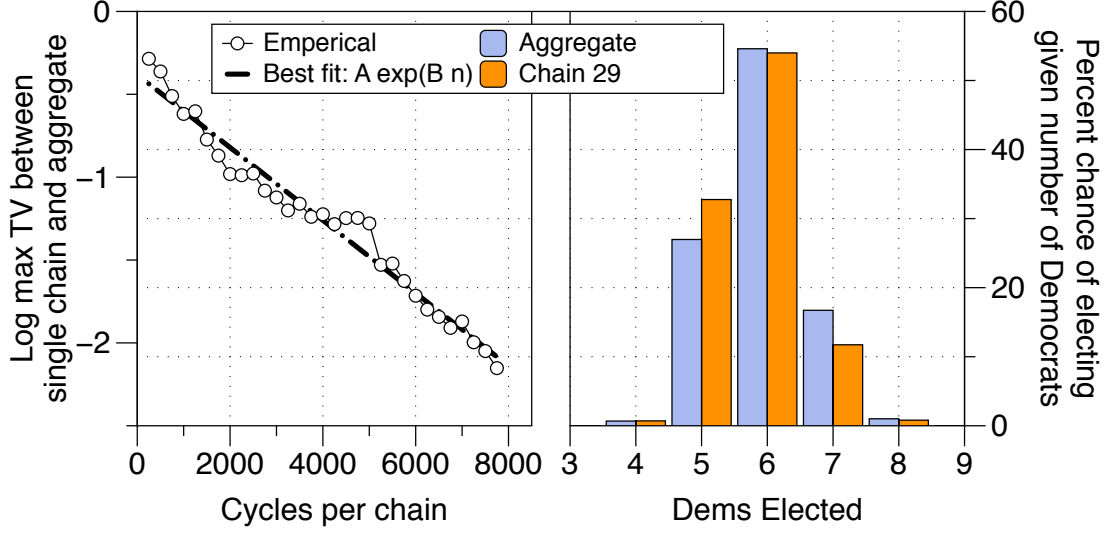 Emperical
Best fit: A exp(B n)
Aggregate
Chain 29
Log max TV between
single chain and aggregate
0
−1
−2
0 2000 4000 6000 8000
Cycles per chain
3 4 5 6 7 8 9
Dems Elected
60
40
20
0
Percent chance of electing
given number of Democrats